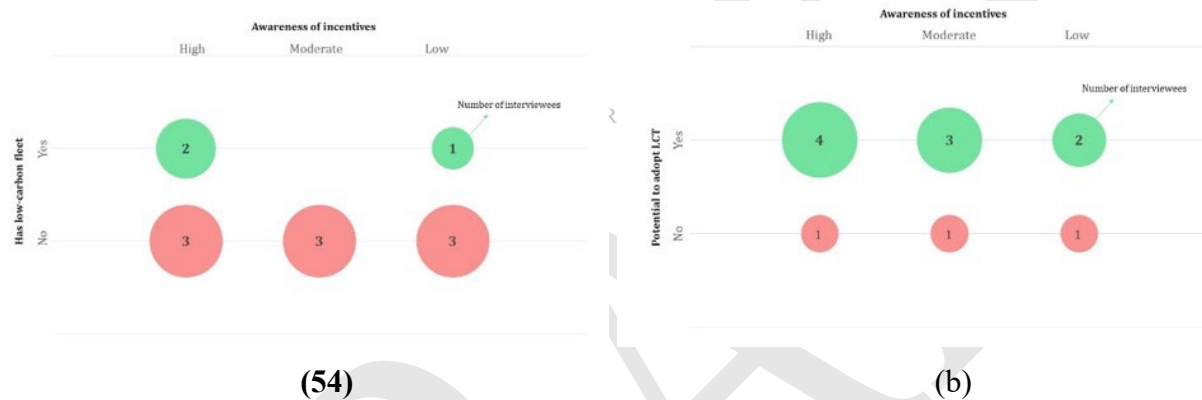 Awareness of incentives
High Moderate Low
Number of interviewees
Has low-carbon fleet
Yes
2 1
No
3 3 3
(54)
R
Awareness of incentives
High Moderate Low
Number of interviewees
Potential to adopt LCT
Yes
4 3 2
No
1 1 1
(b)